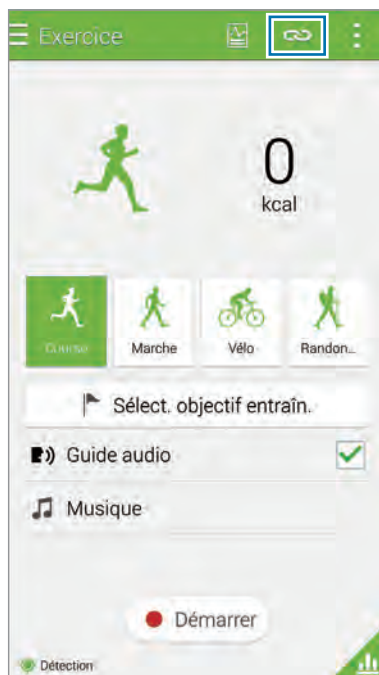 Exercice
0
kcal
Course
Marche
Vélo
Randon...
Sélect. objectif entraîn.
Guide audio
Musique
Démarrer
Détection